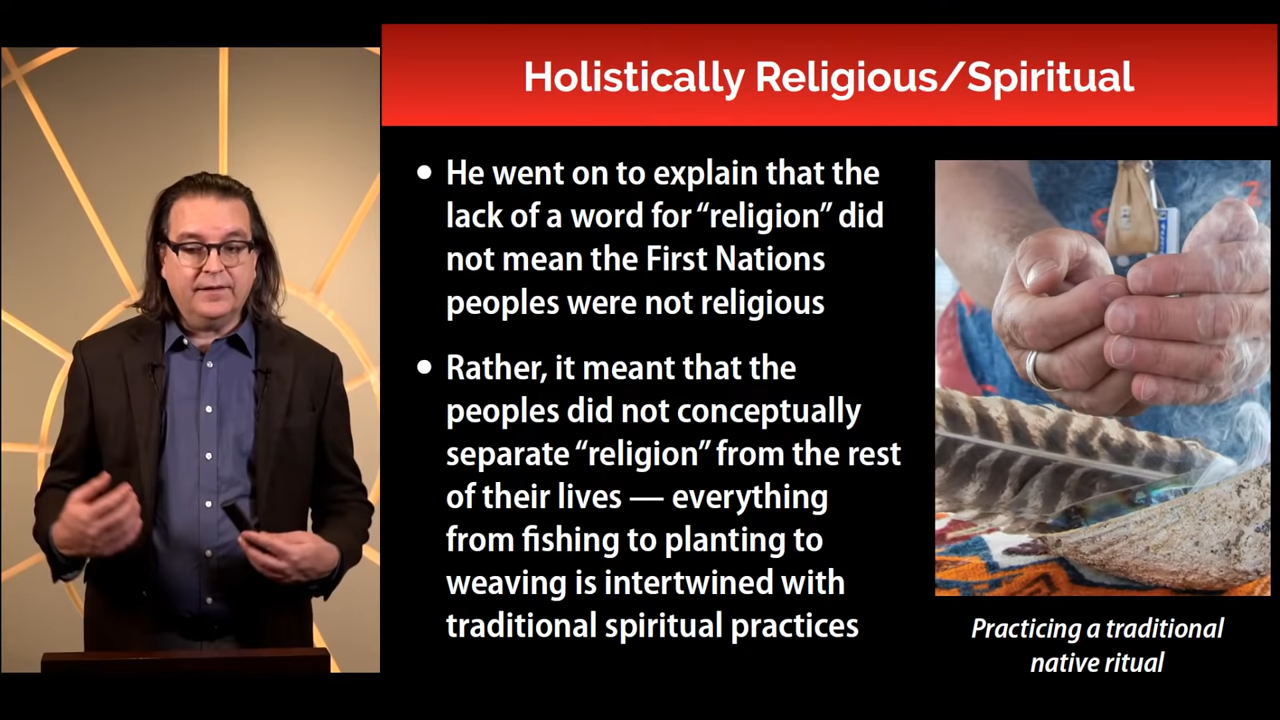 Holistically Religious/Spiritual
• He went on to explain that the
lack of a word for “religion” did
not mean the First Nations
peoples were not religious
• Rather, it meant that the
peoples did not conceptually
separate “religion” from the rest
of their lives — everything
from fishing to planting to
weaving is intertwined with
traditional spiritual practices
Practicing a traditional
native ritual